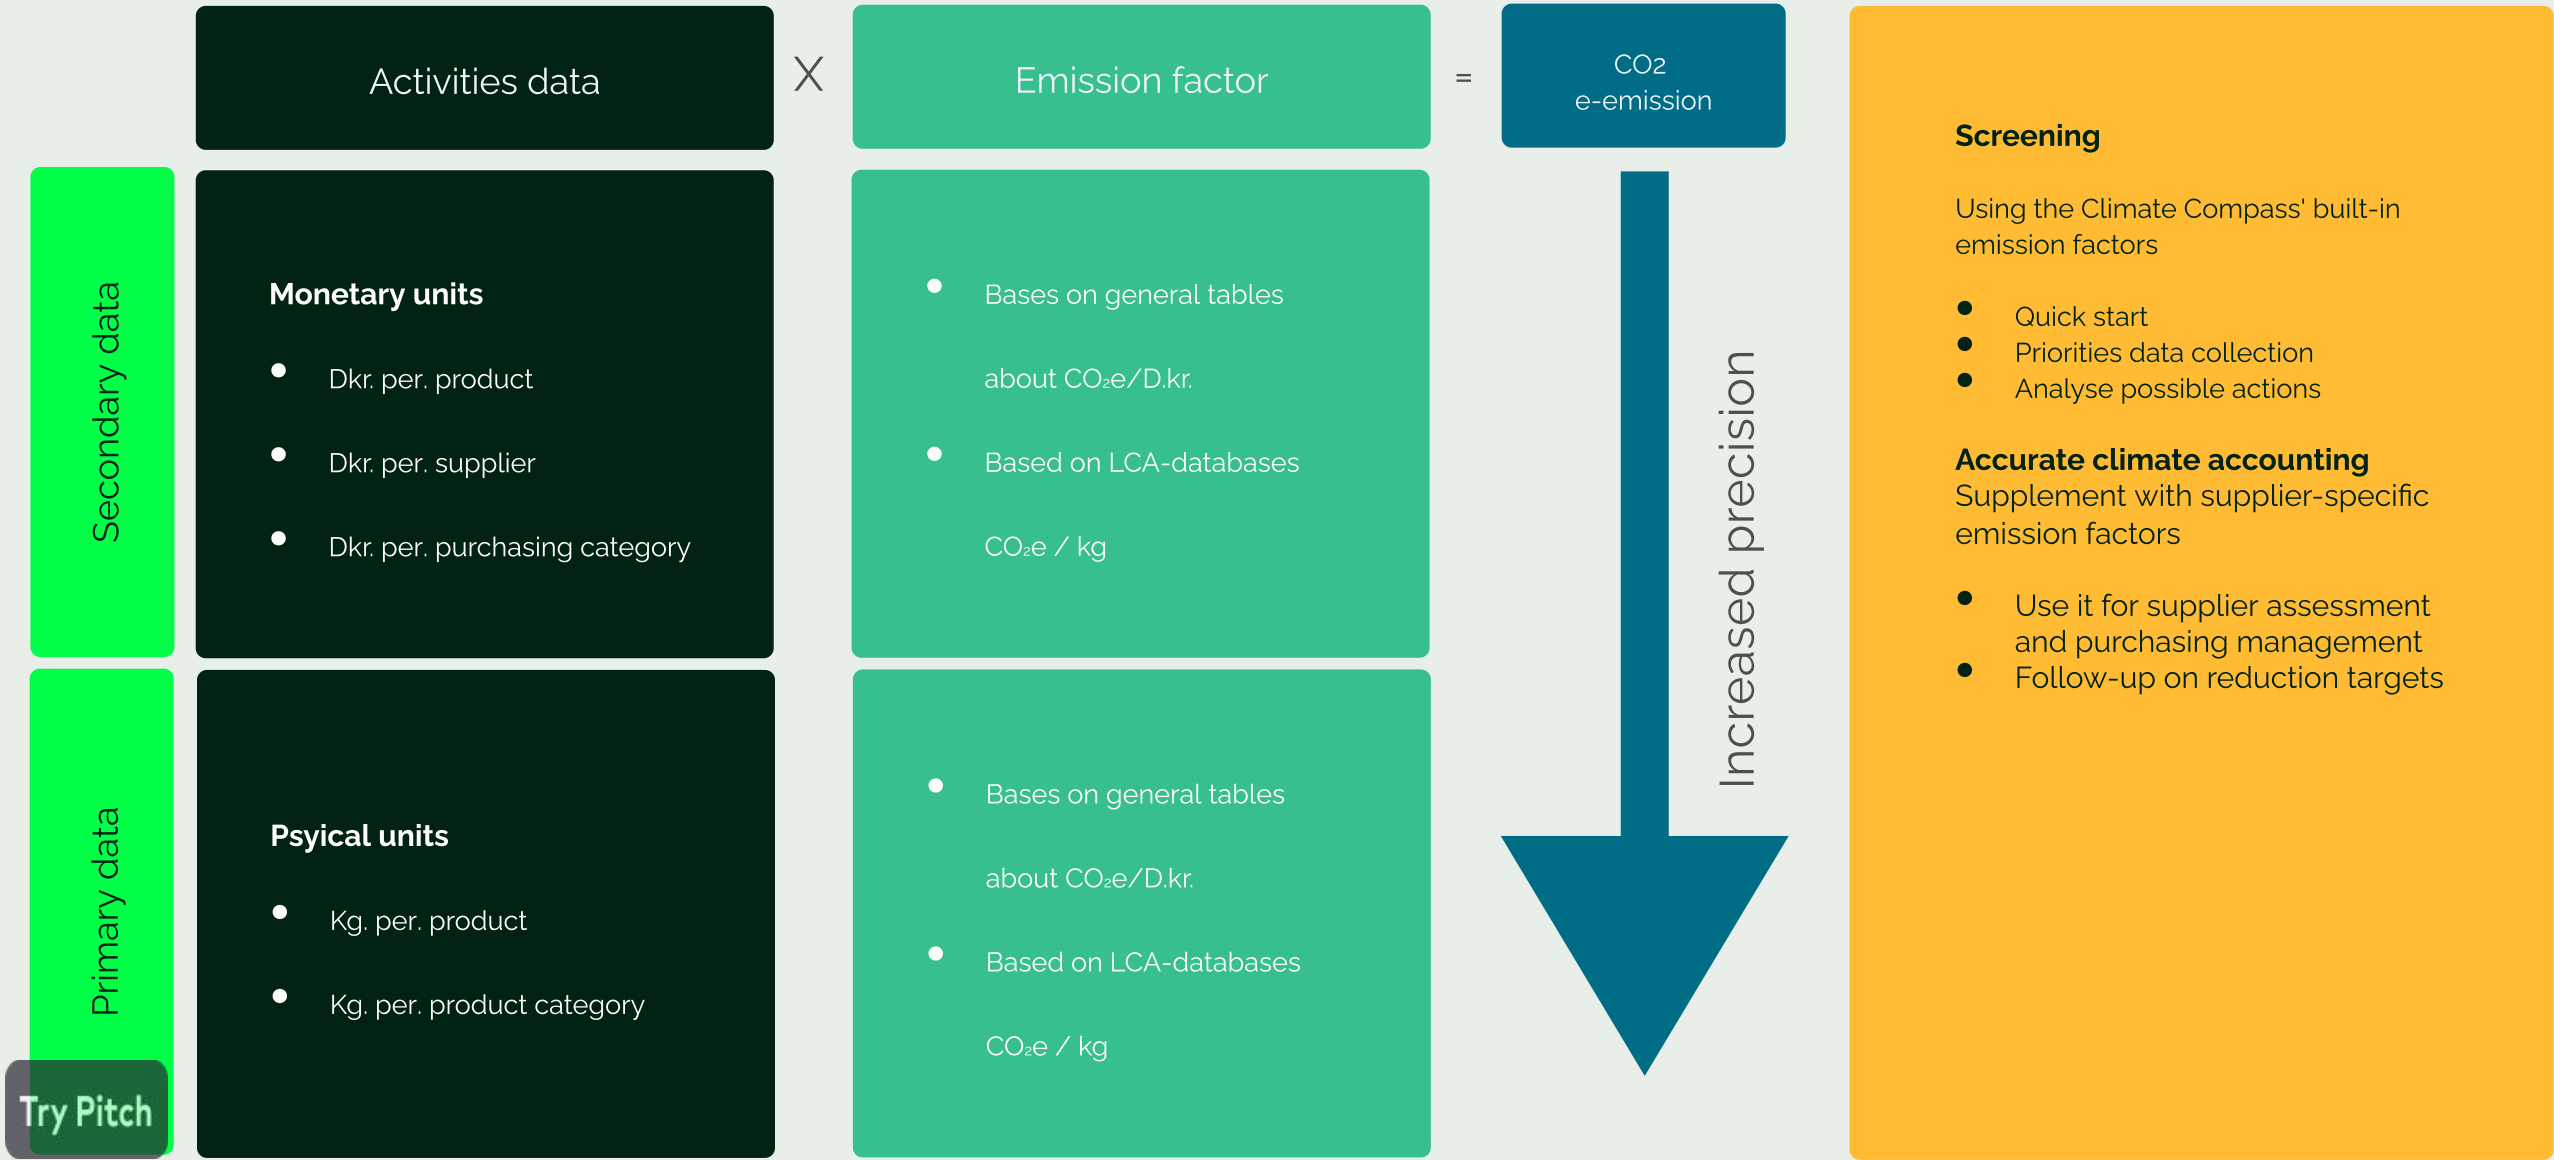 Activities data
X
Emission factor
=
CO2
e-emission
Secondary data
Monetary units
Dkr. per. product
Dkr. per. supplier
Dkr. per. purchasing category
Bases on general tables
about CO₂e/D.kr.
Based on LCA-databases
CO₂e / kg
Primary data
Psyical units
Kg. per. product
Kg. per. product category
Bases on general tables
about CO₂e/D.kr.
Based on LCA-databases
CO₂e / kg
Increased precision
Screening
Using the Climate Compass' built-in
emission factors
Quick start
Priorities data collection
Analyse possible actions
Accurate climate accounting
Supplement with supplier-specific
emission factors
Use it for supplier assessment
and purchasing management
Follow-up on reduction targets
Try Pitch